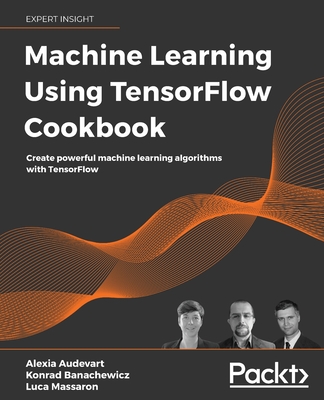 EXPERT INSIGHT
Machine Learning
Using TensorFlow
Cookbook
Create powerful machine learning algorithms
with TensorFlow
Alexia Audevart
Konrad Banachewicz
Luca Massaron
Packt>